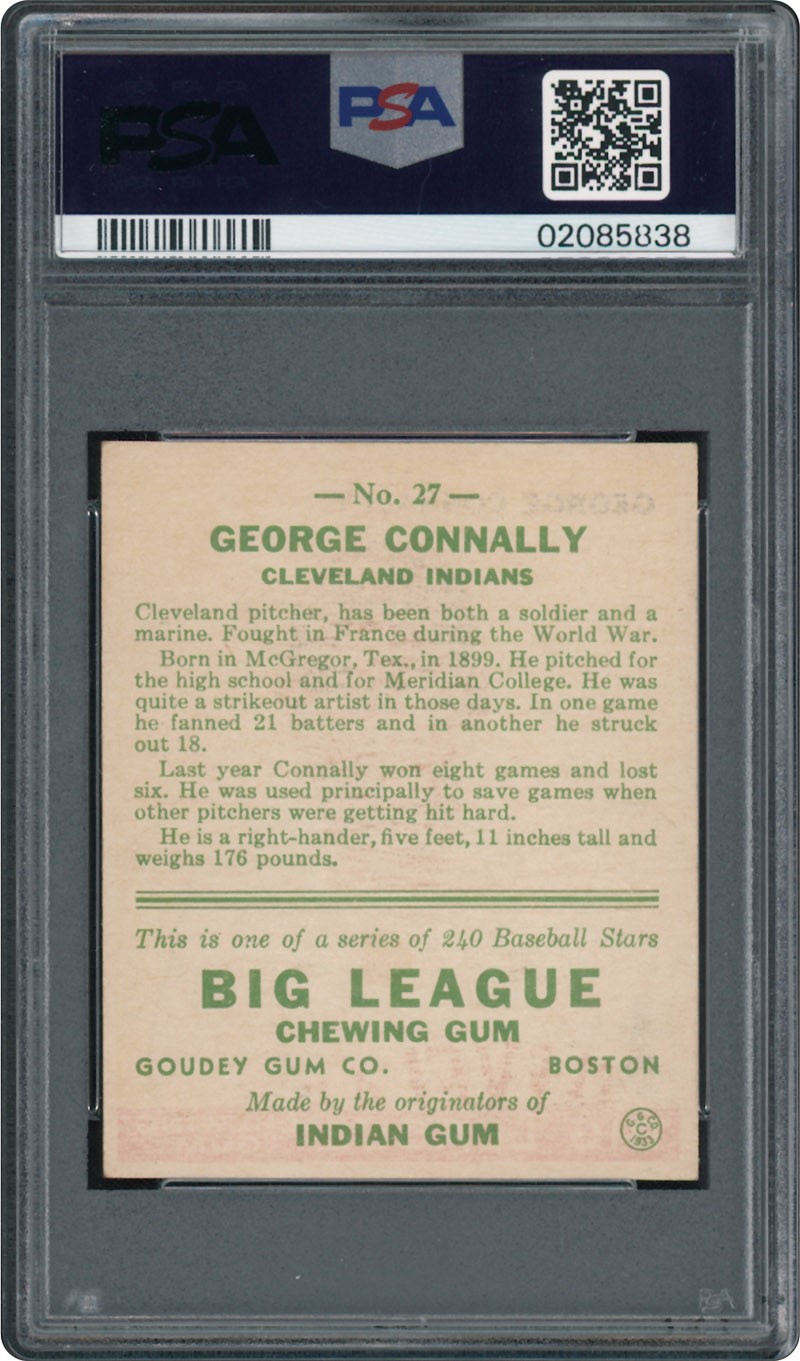 PSA
PSA
02085838
— No. 27 —
GEORGE CONNALLY
CLEVELAND INDIANS
Cleveland pitcher, has been both a soldier and a
marine. Fought in France during the World War.
Born in McGregor, Tex., in 1899. He pitched for
the high school and for Meridian College. He was
quite a strikeout artist in those days. In one game
he fanned 21 batters and in another he struck
out 18.
Last year Connally won eight games and lost
six. He was used principally to save games when
other pitchers were getting hit hard.
He is a right-hander, five feet, 11 inches tall and
weighs 176 pounds.
This is one of a series of 240 Baseball Stars
BIG LEAGUE
CHEWING GUM
GOUDEY GUM CO. BOSTON
Made by the originators of
INDIAN GUM
G. G. CO.
C
1933
PSA